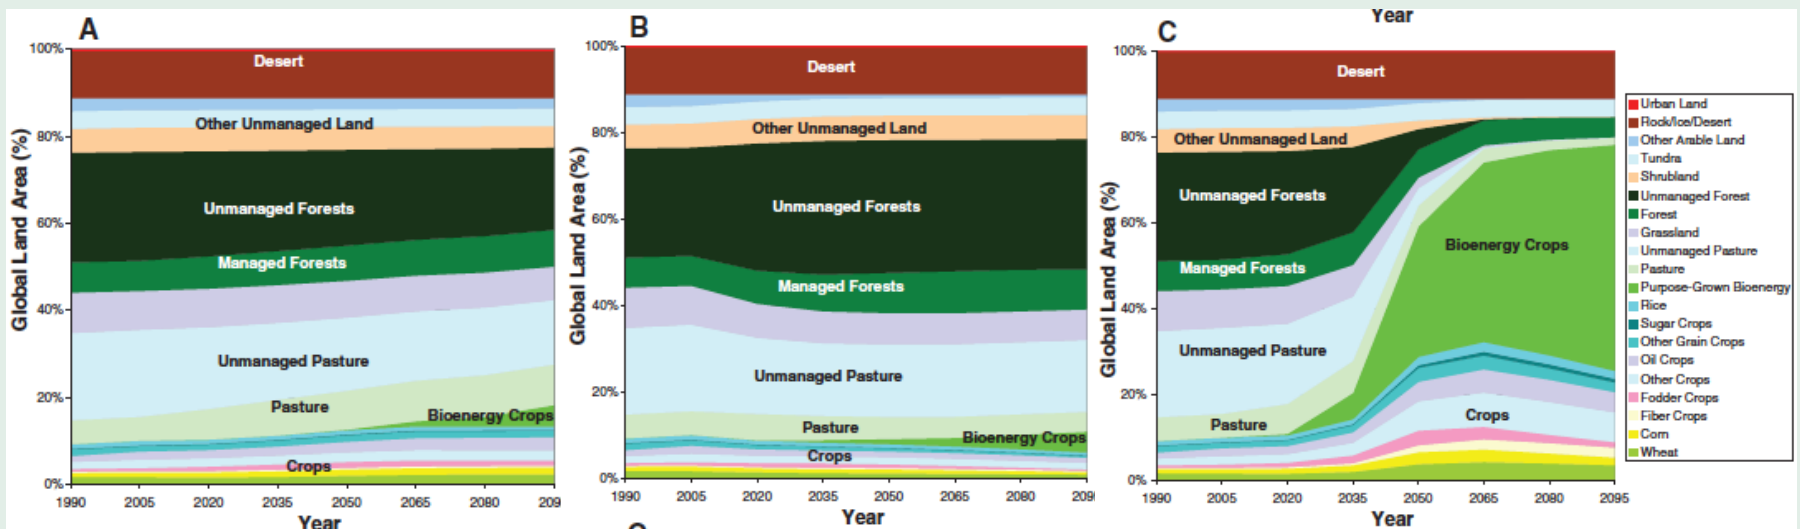 A
Global Land Area (%)
100%
80%
60%
40%
20%
0%
Desert
Other Unmanaged Land
Unmanaged Forests
Managed Forests
Unmanaged Pasture
Pasture
Bioenergy Crops
Crops
1990 2005 2020 2035 2050 2065 2080 209
Year
B
Global Land Area (%)
100%
80%
60%
40%
20%
0%
Desert
Other Unmanaged Land
Unmanaged Forests
Managed Forests
Unmanaged Pasture
Pasture
Bioenergy Crops
Crops
1990 2005 2020 2035 2050 2065 2080 209
Year
Year
C
Global Land Area (%)
100%
80%
60%
40%
20%
0%
Desert
Other Unmanaged Land
Unmanaged Forests
Bioenergy Crops
Managed Forests
Unmanaged Pasture
Pasture
Crops
1990 2005 2020 2035 2050 2065 2080 2095
Year
Urban Land
Rock/Ice/Desert
Other Arable Land
Tundra
Shrubland
Unmanaged Forest
Forest
Grassland
Unmanaged Pasture
Pasture
Purpose-Grown Bioenergy
Rice
Sugar Crops
Other Grain Crops
Oil Crops
Other Crops
Fodder Crops
Fiber Crops
Corn
Wheat